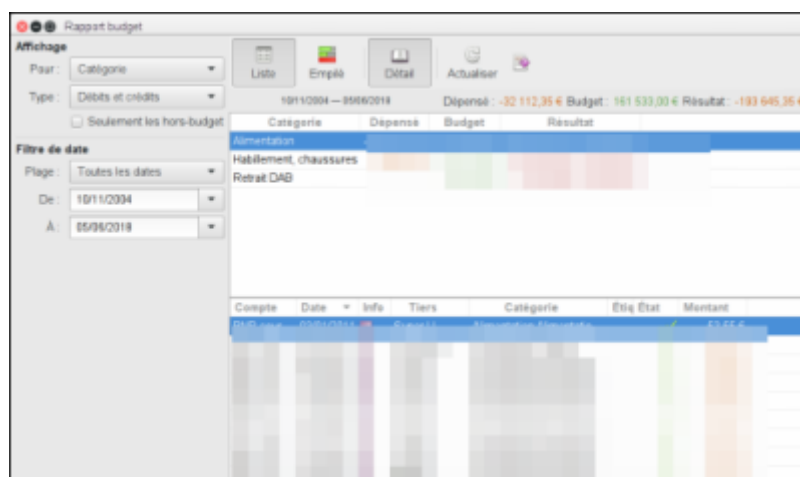 Rapport budget
Affichage
Pour : Catégorie
Type : Débits et crédits
Seulement les hors-budget
Filtre de date
Plage : Toutes les dates
De : 10/11/2004
À : 05/06/2018
Liste Empilé Détail Actualiser
10/11/2004 — 05/06/2018 Dépensé : -32 112,35 € Budget : 161 533,00 € Résultat : -193 645,35 €
Catégorie Dépensé Budget Résultat
Alimentation
Habillement, chaussures
Retrait DAB
Compte Date Info Tiers Catégorie Étiq État Montant